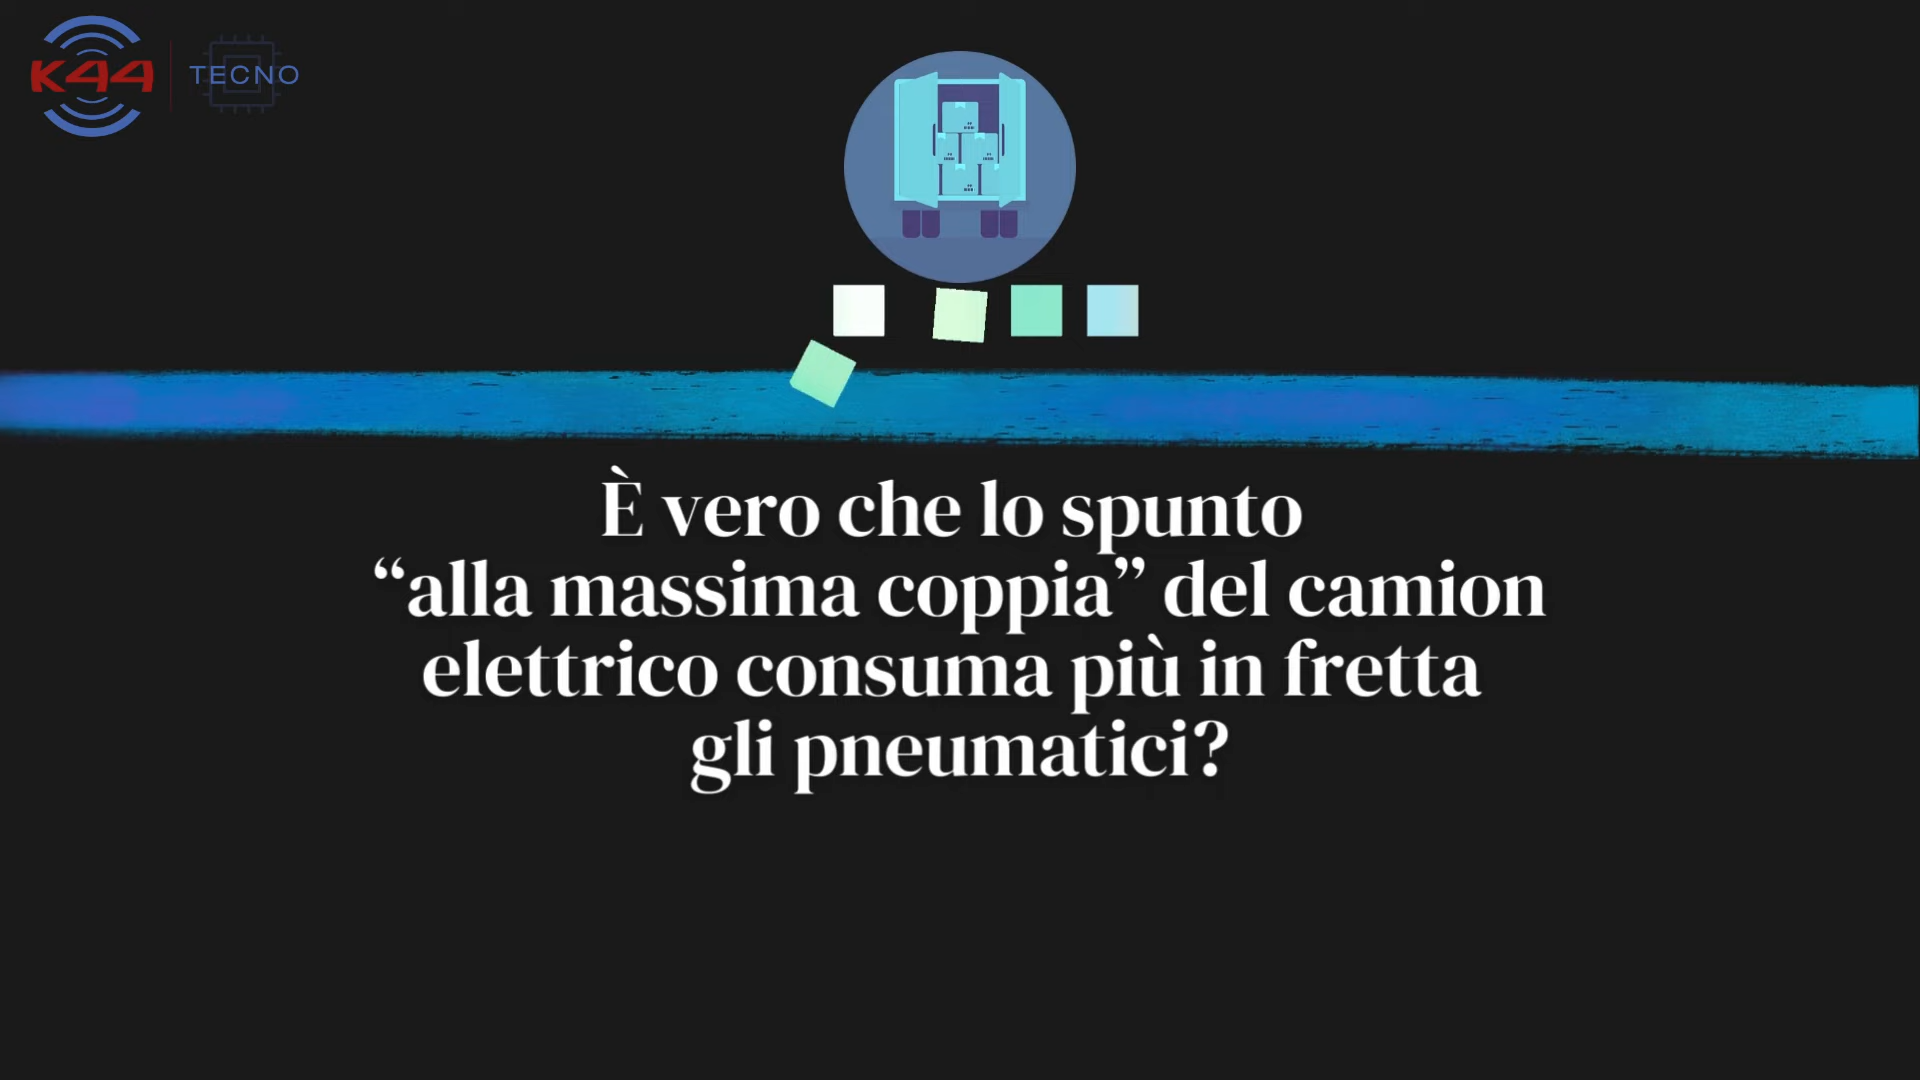 K44
TECNO
È vero che lo spunto
“alla massima coppia” del camion
elettrico consuma più in fretta
gli pneumatici?